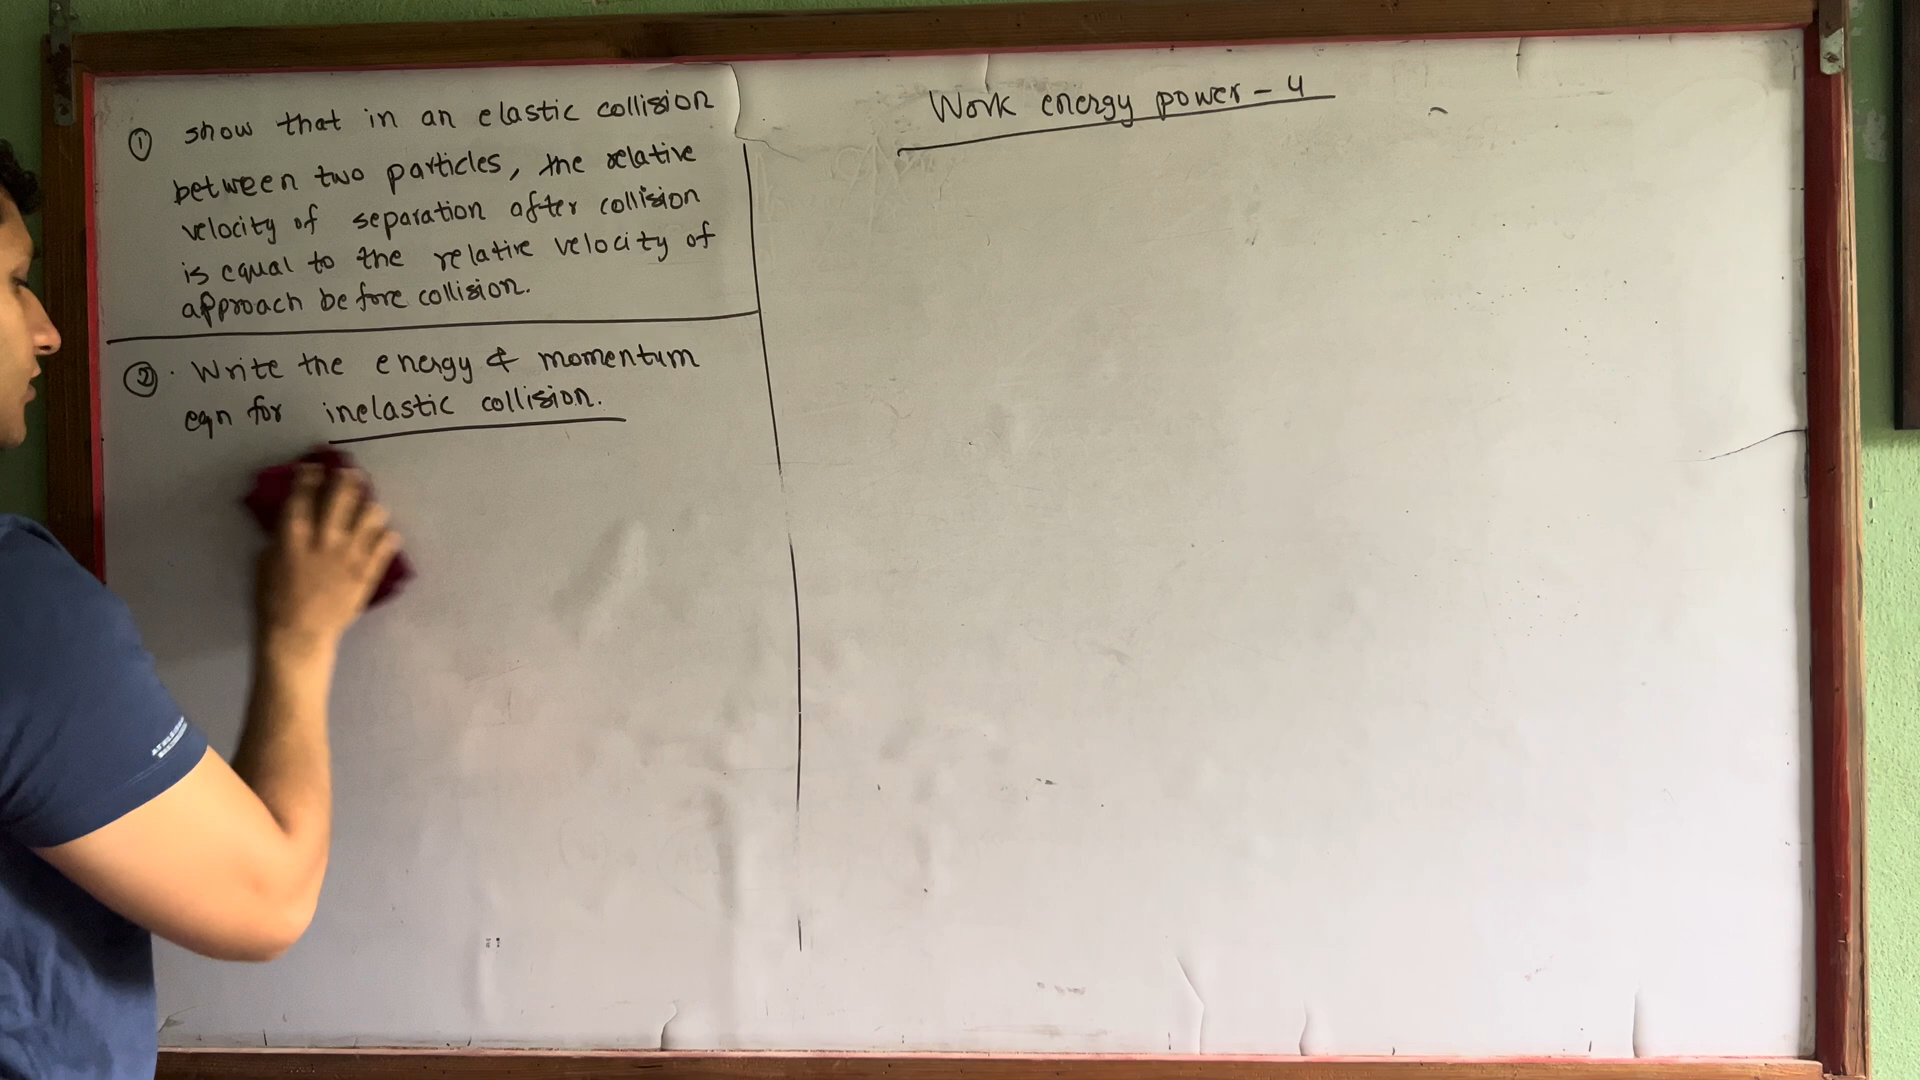 ① show that in an elastic collision
between two particles, the relative
velocity of separation after collision
is equal to the relative velocity of
approach before collision.
② . Write the energy & momentum
eqn for inelastic collision.
Work energy power - 4